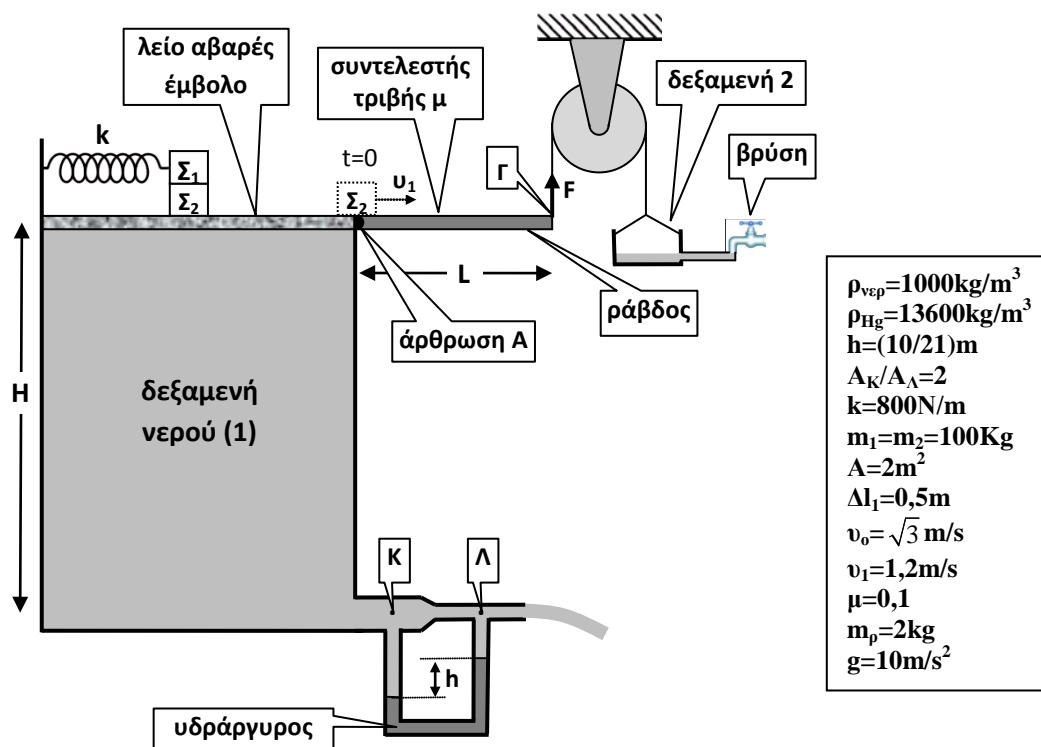 λείο αβαρές
έμβολο
συντελεστής
τριβής μ
δεξαμενή 2
βρύση
k
Σ₁
Σ₂
t=0
Σ₂
υ₁
Γ
F
L
ράβδος
άρθρωση Α
H
δεξαμενή
νερού (1)
Κ
Λ
h
υδράργυρος
ρνερ=1000kg/m³
ρHg=13600kg/m³
h=(10/21)m
AΚ/AΛ=2
k=800N/m
m₁=m₂=100Kg
A=2m²
Δl₁=0,5m
υₒ=√3 m/s
υ₁=1,2m/s
μ=0,1
mρ=2kg
g=10m/s²